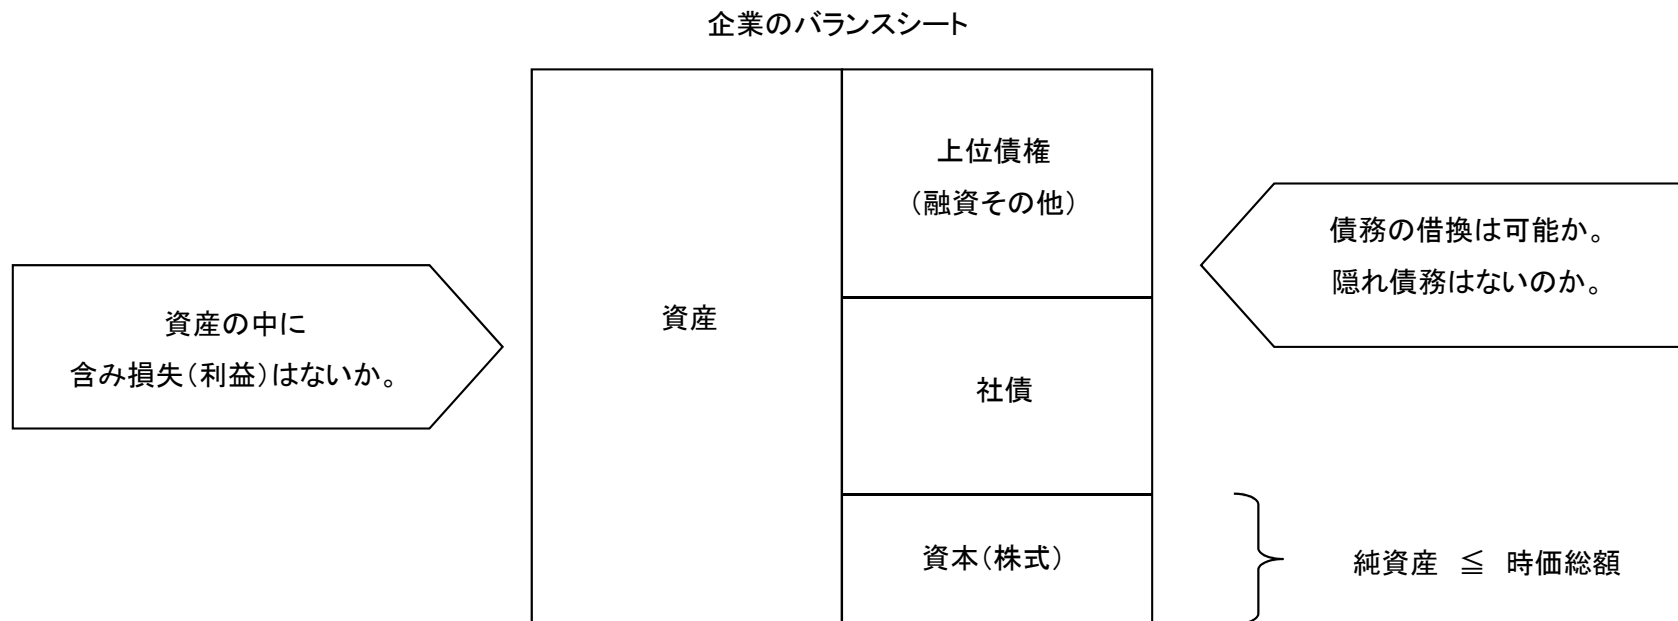 企業のバランスシート
上位債権
（融資その他）
債務の借換は可能か。
隠れ債務はないのか。
資産の中に
含み損失（利益）はないか。
資産
社債
資本（株式）
純資産 ≦ 時価総額